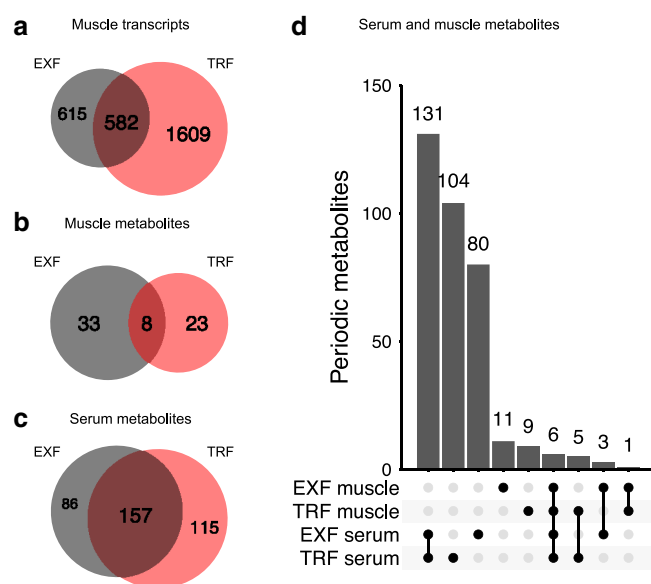 a
Muscle transcripts
EXF
TRF
615
582
1609
b
Muscle metabolites
EXF
TRF
33
8
23
c
Serum metabolites
EXF
TRF
86
157
115
d
Serum and muscle metabolites
Periodic metabolites
150
100
50
0
131
104
80
11
9
6
5
3
1
EXF muscle
TRF muscle
EXF serum
TRF serum